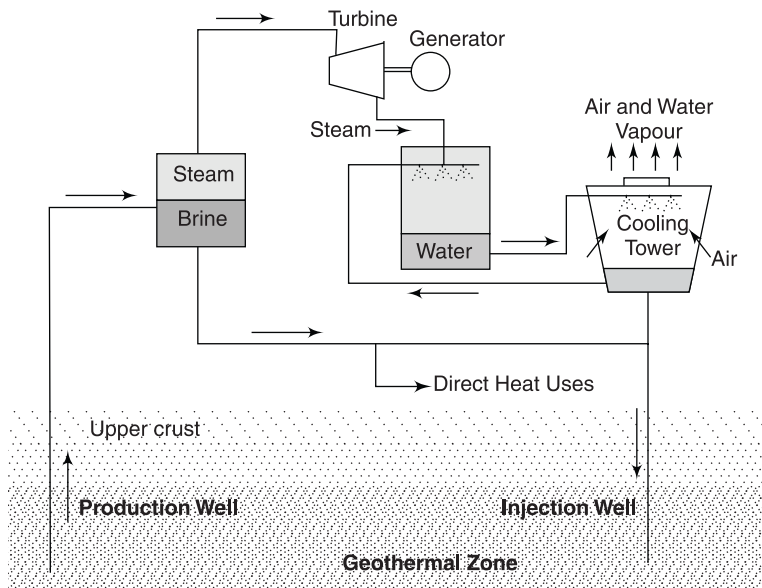 Turbine
Generator
Steam
Air and Water
Vapour
Steam
Brine
Cooling
Tower
Water
Air
Direct Heat Uses
Upper crust
Production Well
Injection Well
Geothermal Zone